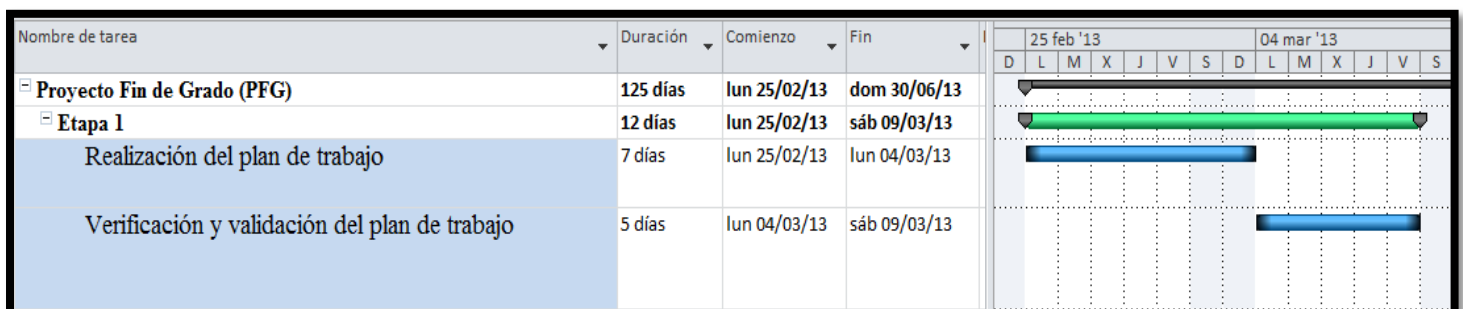 Nombre de tarea Duración Comienzo Fin 25 feb '13 04 mar '13
D L M X J V S D L M X J V S
Proyecto Fin de Grado (PFG) 125 días lun 25/02/13 dom 30/06/13
Etapa 1 12 días lun 25/02/13 sáb 09/03/13
Realización del plan de trabajo 7 días lun 25/02/13 lun 04/03/13
Verificación y validación del plan de trabajo 5 días lun 04/03/13 sáb 09/03/13